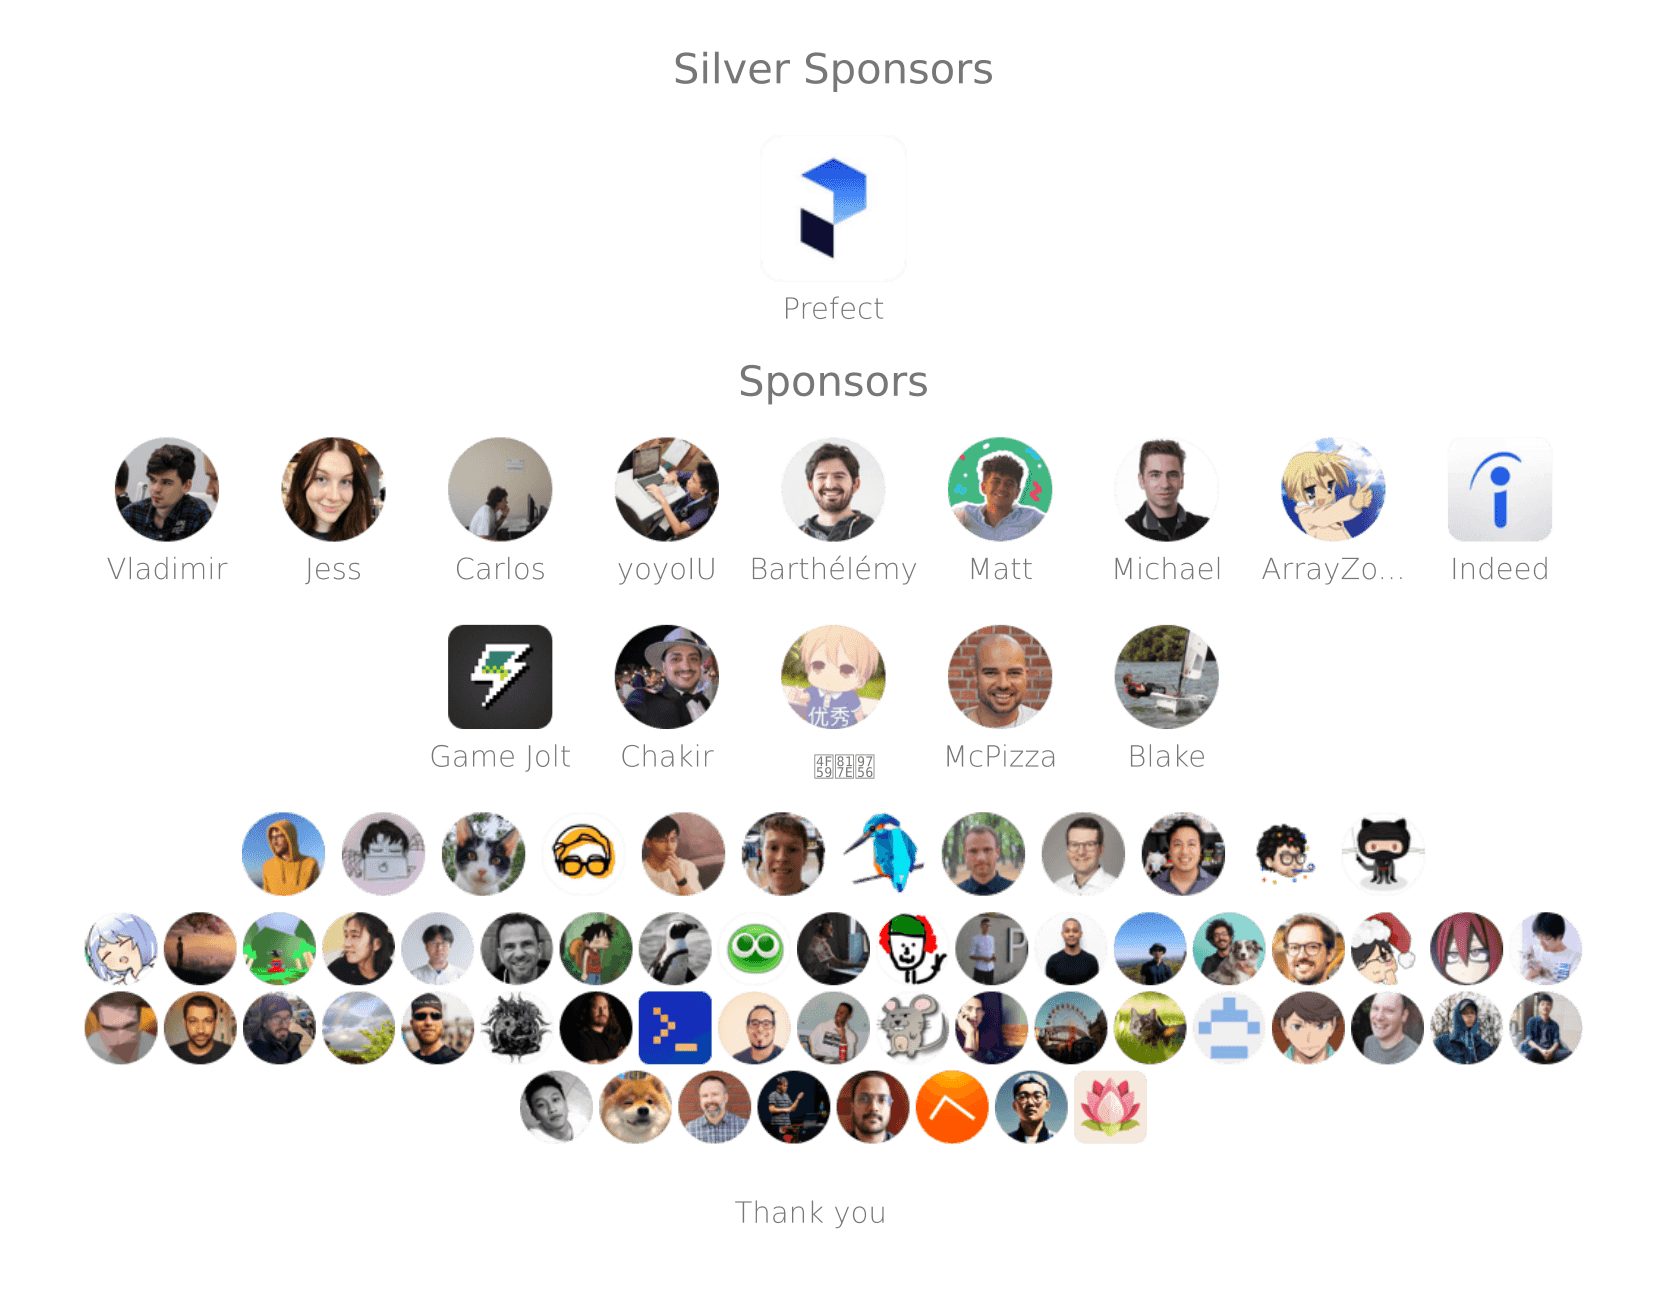 Silver Sponsors
Prefect
Sponsors
Vladimir Jess Carlos yoyoIU Barthélémy Matt Michael ArrayZo... Indeed
优秀
Game Jolt Chakir McPizza Blake
Thank you